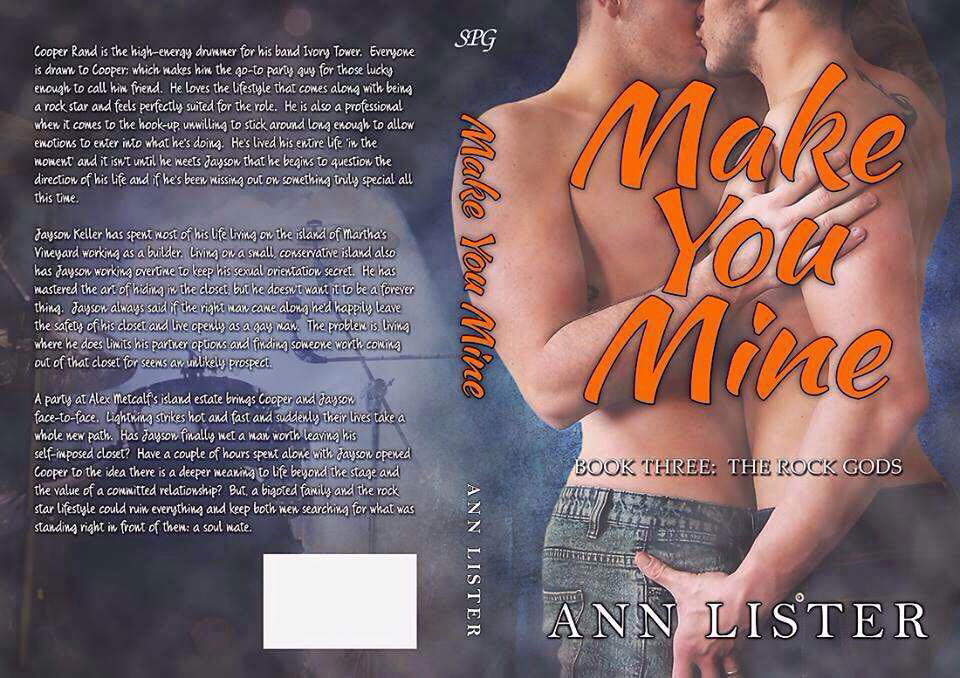 Cooper Rand is the high-energy drummer for his band Ivory Tower. Everyone
is drawn to Cooper; which makes him the go-to party guy for those lucky
enough to call him friend. He loves the lifestyle that comes along with being
a rock star and feels perfectly suited for the role. He is also a professional
when it comes to the hook-up, unwilling to stick around long enough to allow
emotions to enter into what he's doing. He's lived his entire life 'in the
moment' and it isn't until he meets Jayson that he begins to question the
direction of his life and if he's been missing out on something truly special all
this time.
Jayson Keller has spent most of his life living on the island of Martha's
Vineyard working as a builder. Living on a small, conservative island also
has Jayson working overtime to keep his sexual orientation secret. He has
mastered the art of hiding in the closet, but he doesn't want it to be a forever
thing. Jayson always said if the right man came along he'd happily leave
the safety of his closet and live openly as a gay man. The problem is, living
where he does limits his partner options and finding someone worth coming
out of that closet for seems an unlikely prospect.
A party at Alex Metcalf's island estate brings Cooper and Jayson
face-to-face. Lightning strikes hot and fast and suddenly their lives take a
whole new path. Has Jayson finally met a man worth leaving his
self-imposed closet? Have a couple of hours spent alone with Jayson opened
Cooper to the idea there is a deeper meaning to life beyond the stage and
the value of a committed relationship? But, a bigoted family and the rock
star lifestyle could ruin everything and keep both men searching for what was
standing right in front of them: a soul mate.
SPG
Make You Mine
ANN LISTER
Make
You
Mine
BOOK THREE: THE ROCK GODS
ANN LISTER